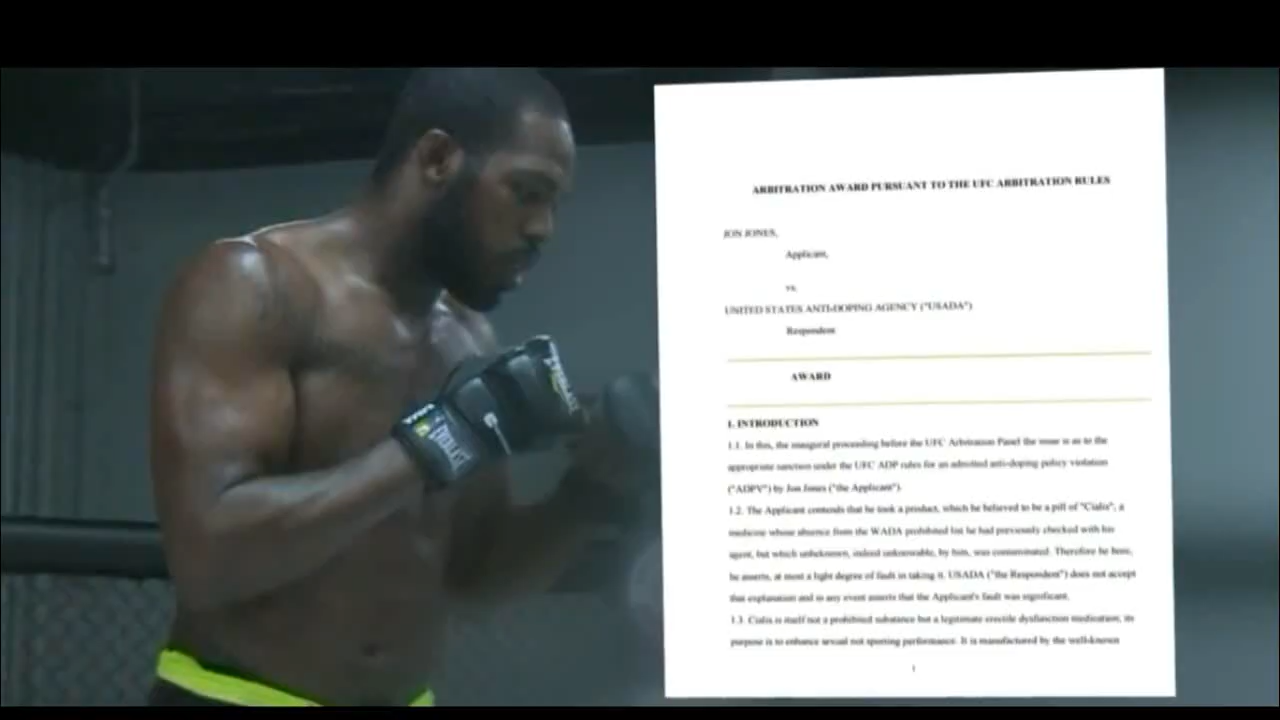 ARBITRATION AWARD PURSUANT TO THE UFC ARBITRATION RULES
JON JONES,
Applicant,
vs.
UNITED STATES ANTI-DOPING AGENCY ("USADA")
Respondent
AWARD
1. INTRODUCTION
1.1. In this, the inaugural proceeding before the UFC Arbitration Panel the issue is as to the
appropriate sanction under the UFC ADP rules for an admitted anti-doping policy violation
("ADPV") by Jon Jones ("the Applicant").
1.2. The Applicant contends that he took a product, which he believed to be a pill of "Cialis", a
medicine whose absence from the WADA prohibited list he had previously checked with his
agent, but which unbeknown, indeed unknowable, by him, was contaminated. Therefore he bore,
he asserts, at most a light degree of fault in taking it. USADA ("the Respondent") does not accept
that explanation and in any event asserts that the Applicant's fault was significant.
1.3. Cialis is itself not a prohibited substance but a legitimate erectile dysfunction medication; its
purpose is to enhance sexual not sporting performance. It is manufactured by the well-known
1
EVERLAST